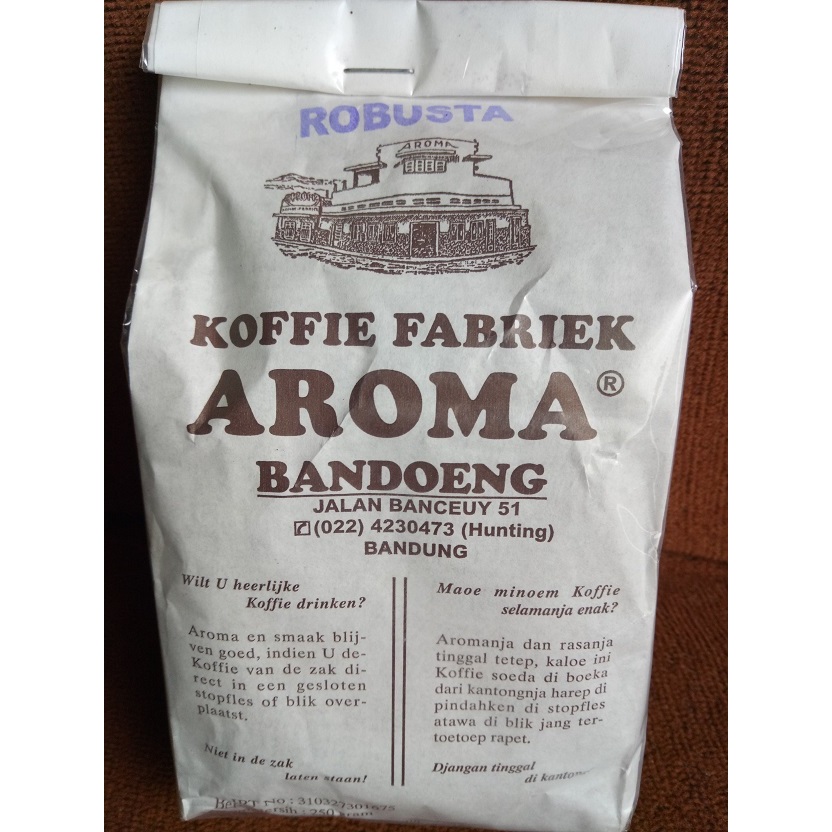 ROBUSTA
AROMA
KOFFIE FABRIEK
AROMA®
BANDOENG
JALAN BANCEUY 51
✆(022) 4230473 (Hunting)
BANDUNG
Wilt U heerlijke
Koffie drinken?
Aroma en smaak blij-
ven goed, indien U de-
Koffie van de zak di-
rect in een gesloten
stopfles of blik over-
plaatst.
Niet in de zak
laten staan!
Maoe minoem Koffie
selamanja enak?
Aromanja dan rasanja
tinggal tetep, kaloe ini
Koffie soeda di boeka
dari kantongnja harep di
pindahken di stopfles
atawa di blik jang ter-
toetoep rapet.
Djangan tinggal
di
250